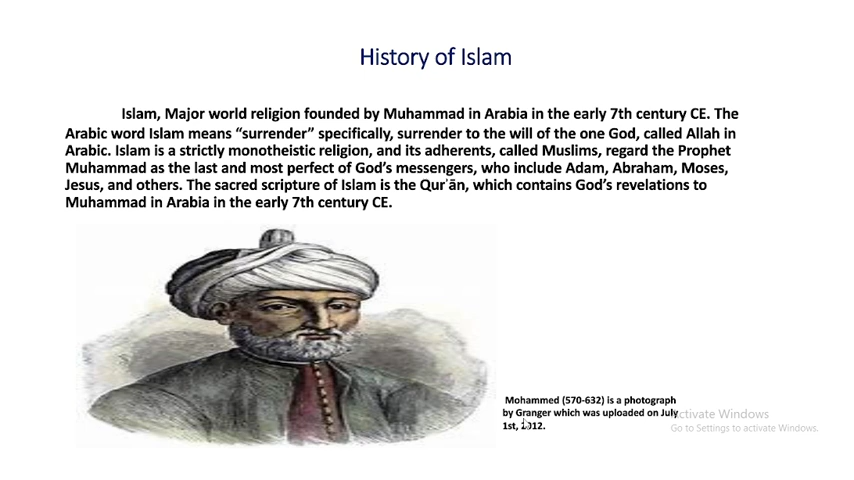 History of Islam
Islam, Major world religion founded by Muhammad in Arabia in the early 7th century CE. The
Arabic word Islam means “surrender” specifically, surrender to the will of the one God, called Allah in
Arabic. Islam is a strictly monotheistic religion, and its adherents, called Muslims, regard the Prophet
Muhammad as the last and most perfect of God’s messengers, who include Adam, Abraham, Moses,
Jesus, and others. The sacred scripture of Islam is the Qurʾān, which contains God’s revelations to
Muhammad in Arabia in the early 7th century CE.
Mohammed (570-632) is a photograph
by Granger which was uploaded on July
1st, 2012.
Activate Windows
Go to Settings to activate Windows.